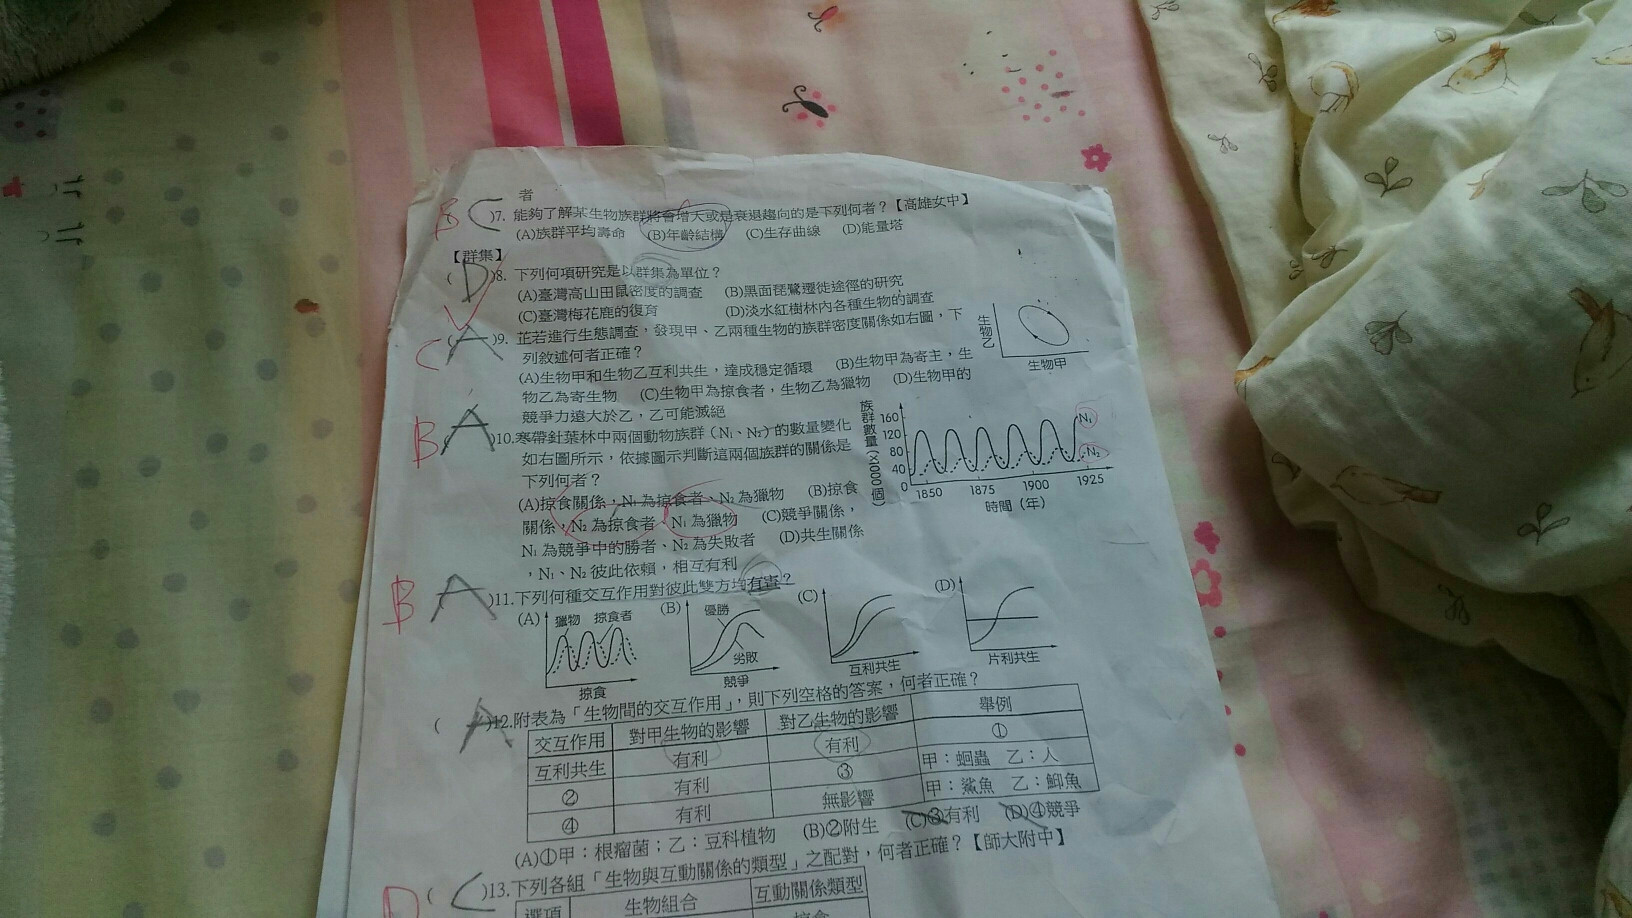 者
B C )7. 能夠了解某生物族群將會增大或是衰退趨向的是下列何者？【高雄女中】
(A)族群平均壽命 (B)年齡結構 (C)生存曲線 (D)能量塔
【群集】
( D )8. 下列何項研究是以群集為單位？
(A)臺灣高山田鼠密度的調查 (B)黑面琵鷺遷徙途徑的研究
(C)臺灣梅花鹿的復育 (D)淡水紅樹林內各種生物的調查
C ( A )9. 芷若進行生態調查，發現甲、乙兩種生物的族群密度關係如右圖，下
列敘述何者正確？
(A)生物甲和生物乙互利共生，達成穩定循環 (B)生物甲為寄主，生
物乙為寄生物 (C)生物甲為掠食者，生物乙為獵物 (D)生物甲的
競爭力遠大於乙，乙可能滅絕
生物乙
生物甲
B A )10.寒帶針葉林中兩個動物族群（N₁、N₂）的數量變化
如右圖所示，依據圖示判斷這兩個族群的關係是
下列何者？
(A)掠食關係，N₁ 為掠食者、N₂ 為獵物 (B)掠食
關係，N₂ 為掠食者、N₁ 為獵物 (C)競爭關係，
N₁ 為競爭中的勝者、N₂ 為失敗者 (D)共生關係
，N₁、N₂ 彼此依賴，相互有利
族群數量(×1000個)
160
120
80
40
0
N₁
N₂
1850 1875 1900 1925
時間（年）
B A )11.下列何種交互作用對彼此雙方均有害？
(A) 獵物 掠食者
掠食
(B) 優勝
劣敗
競爭
(C)
互利共生
(D)
片利共生
( A )12.附表為「生物間的交互作用」，則下列空格的答案，何者正確？
交互作用 對甲生物的影響 對乙生物的影響 舉例
互利共生 有利 有利 ①
② 有利 ③ 甲：蛔蟲 乙：人
④ 有利 無影響 甲：鯊魚 乙：鮣魚
(A)①甲：根瘤菌；乙：豆科植物 (B)②附生 (C)③有利 (D)④競爭
D ( C )13.下列各組「生物與互動關係的類型」之配對，何者正確？【師大附中】
選項 生物組合 互動關係類型
掠食